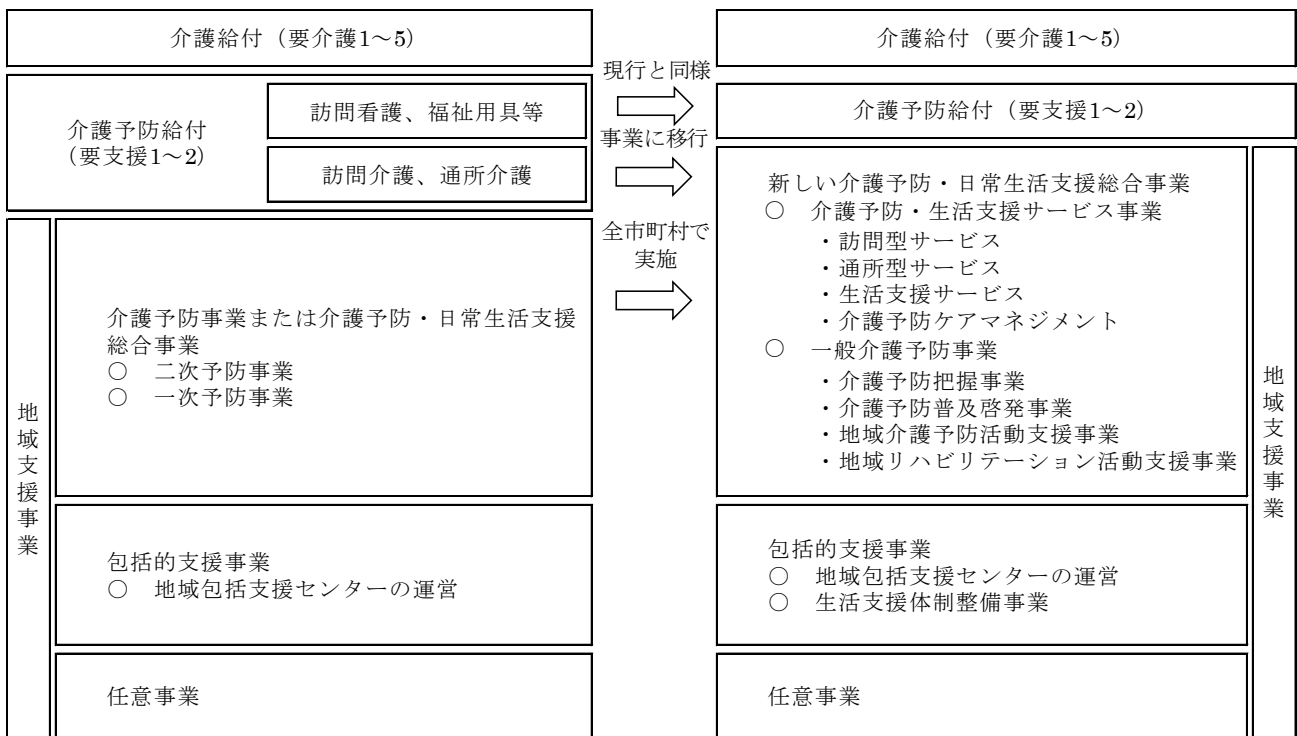 介護給付（要介護1～5）
介護予防給付
（要支援1～2）
訪問看護、福祉用具等
訪問介護、通所介護
地域支援事業
介護予防事業または介護予防・日常生活支援
総合事業
○　二次予防事業
○　一次予防事業
包括的支援事業
○　地域包括支援センターの運営
任意事業
現行と同様
事業に移行
全市町村で
実施
介護給付（要介護1～5）
介護予防給付（要支援1～2）
新しい介護予防・日常生活支援総合事業
○　介護予防・生活支援サービス事業
・訪問型サービス
・通所型サービス
・生活支援サービス
・介護予防ケアマネジメント
○　一般介護予防事業
・介護予防把握事業
・介護予防普及啓発事業
・地域介護予防活動支援事業
・地域リハビリテーション活動支援事業
包括的支援事業
○　地域包括支援センターの運営
○　生活支援体制整備事業
任意事業
地域支援事業